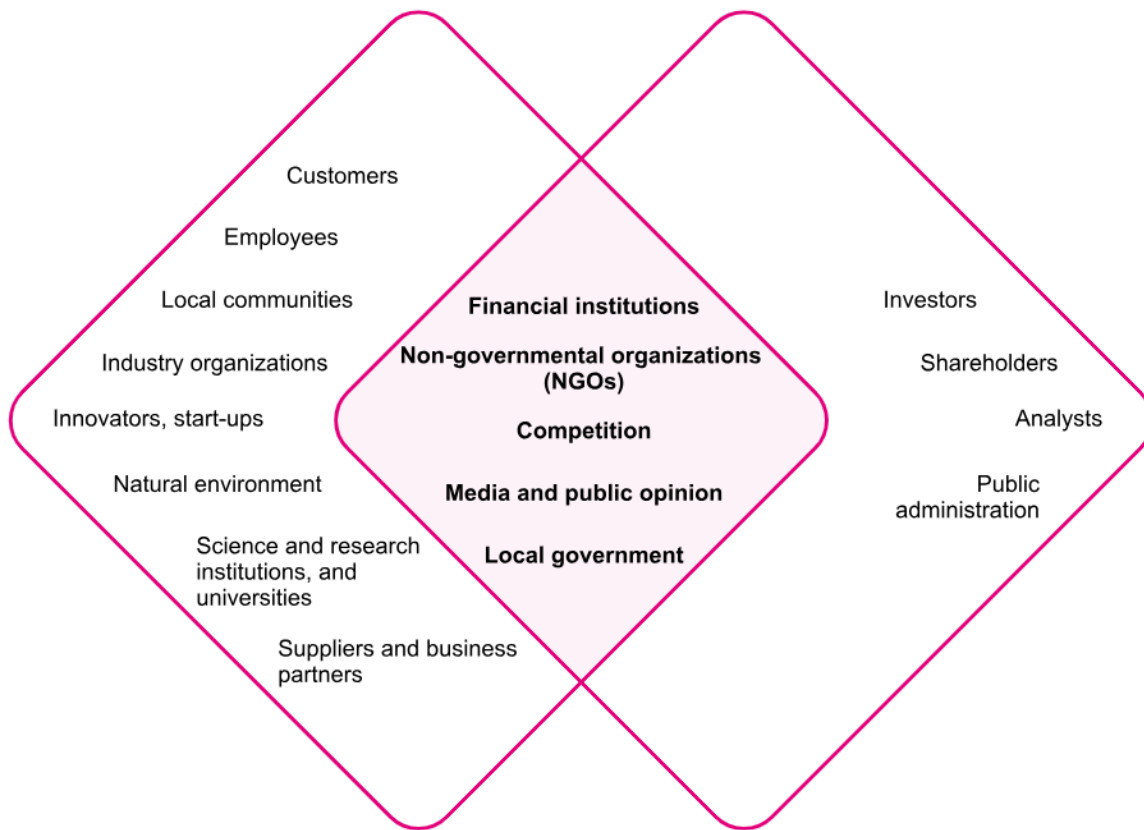 Customers
Employees
Local communities
Industry organizations
Innovators, start-ups
Natural environment
Science and research
institutions, and
universities
Suppliers and business
partners
Financial institutions
Non-governmental organizations
(NGOs)
Competition
Media and public opinion
Local government
Investors
Shareholders
Analysts
Public
administration